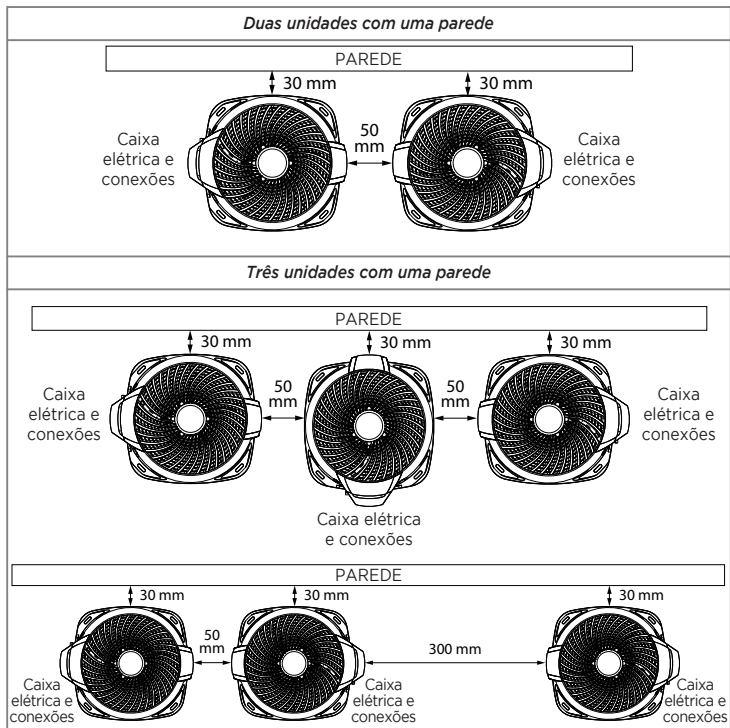 Duas unidades com uma parede
PAREDE
30 mm
30 mm
50
mm
Caixa
elétrica e
conexões
Caixa
elétrica e
conexões
Três unidades com uma parede
PAREDE
30 mm
30 mm
30 mm
50
mm
50
mm
Caixa
elétrica e
conexões
Caixa
elétrica e
conexões
Caixa elétrica
e conexões
PAREDE
30 mm
30 mm
30 mm
50
mm
300 mm
Caixa
elétrica e
conexões
Caixa
elétrica e
conexões
Caixa
elétrica e
conexões